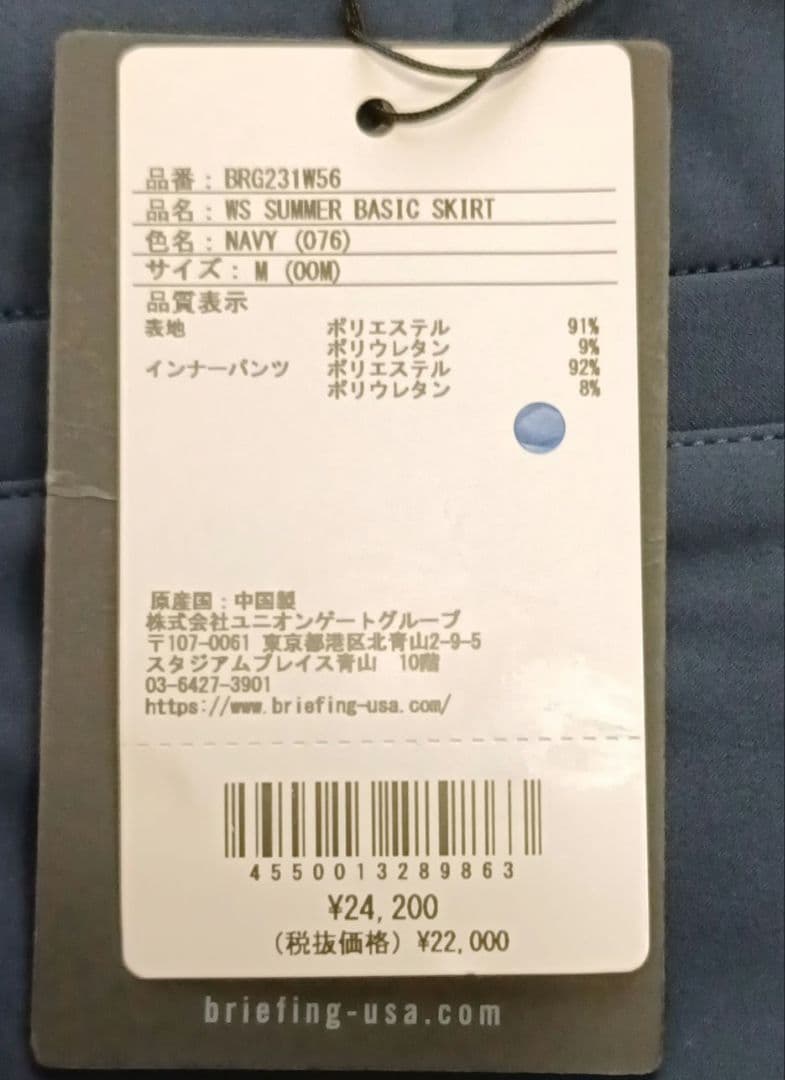 品番：BRG231W56
品名：WS SUMMER BASIC SKIRT
色名：NAVY (076)
サイズ：M (00M)
品質表示
表地 ポリエステル 91%
ポリウレタン 9%
インナーパンツ ポリエステル 92%
ポリウレタン 8%
原産国：中国製
株式会社ユニオンゲートグループ
〒107-0061 東京都港区北青山2-9-5
スタジアムプレイス青山 10階
03-6427-3901
https://www.briefing-usa.com/
4550013289863
¥24,200
(税抜価格) ¥22,000
briefing-usa.com